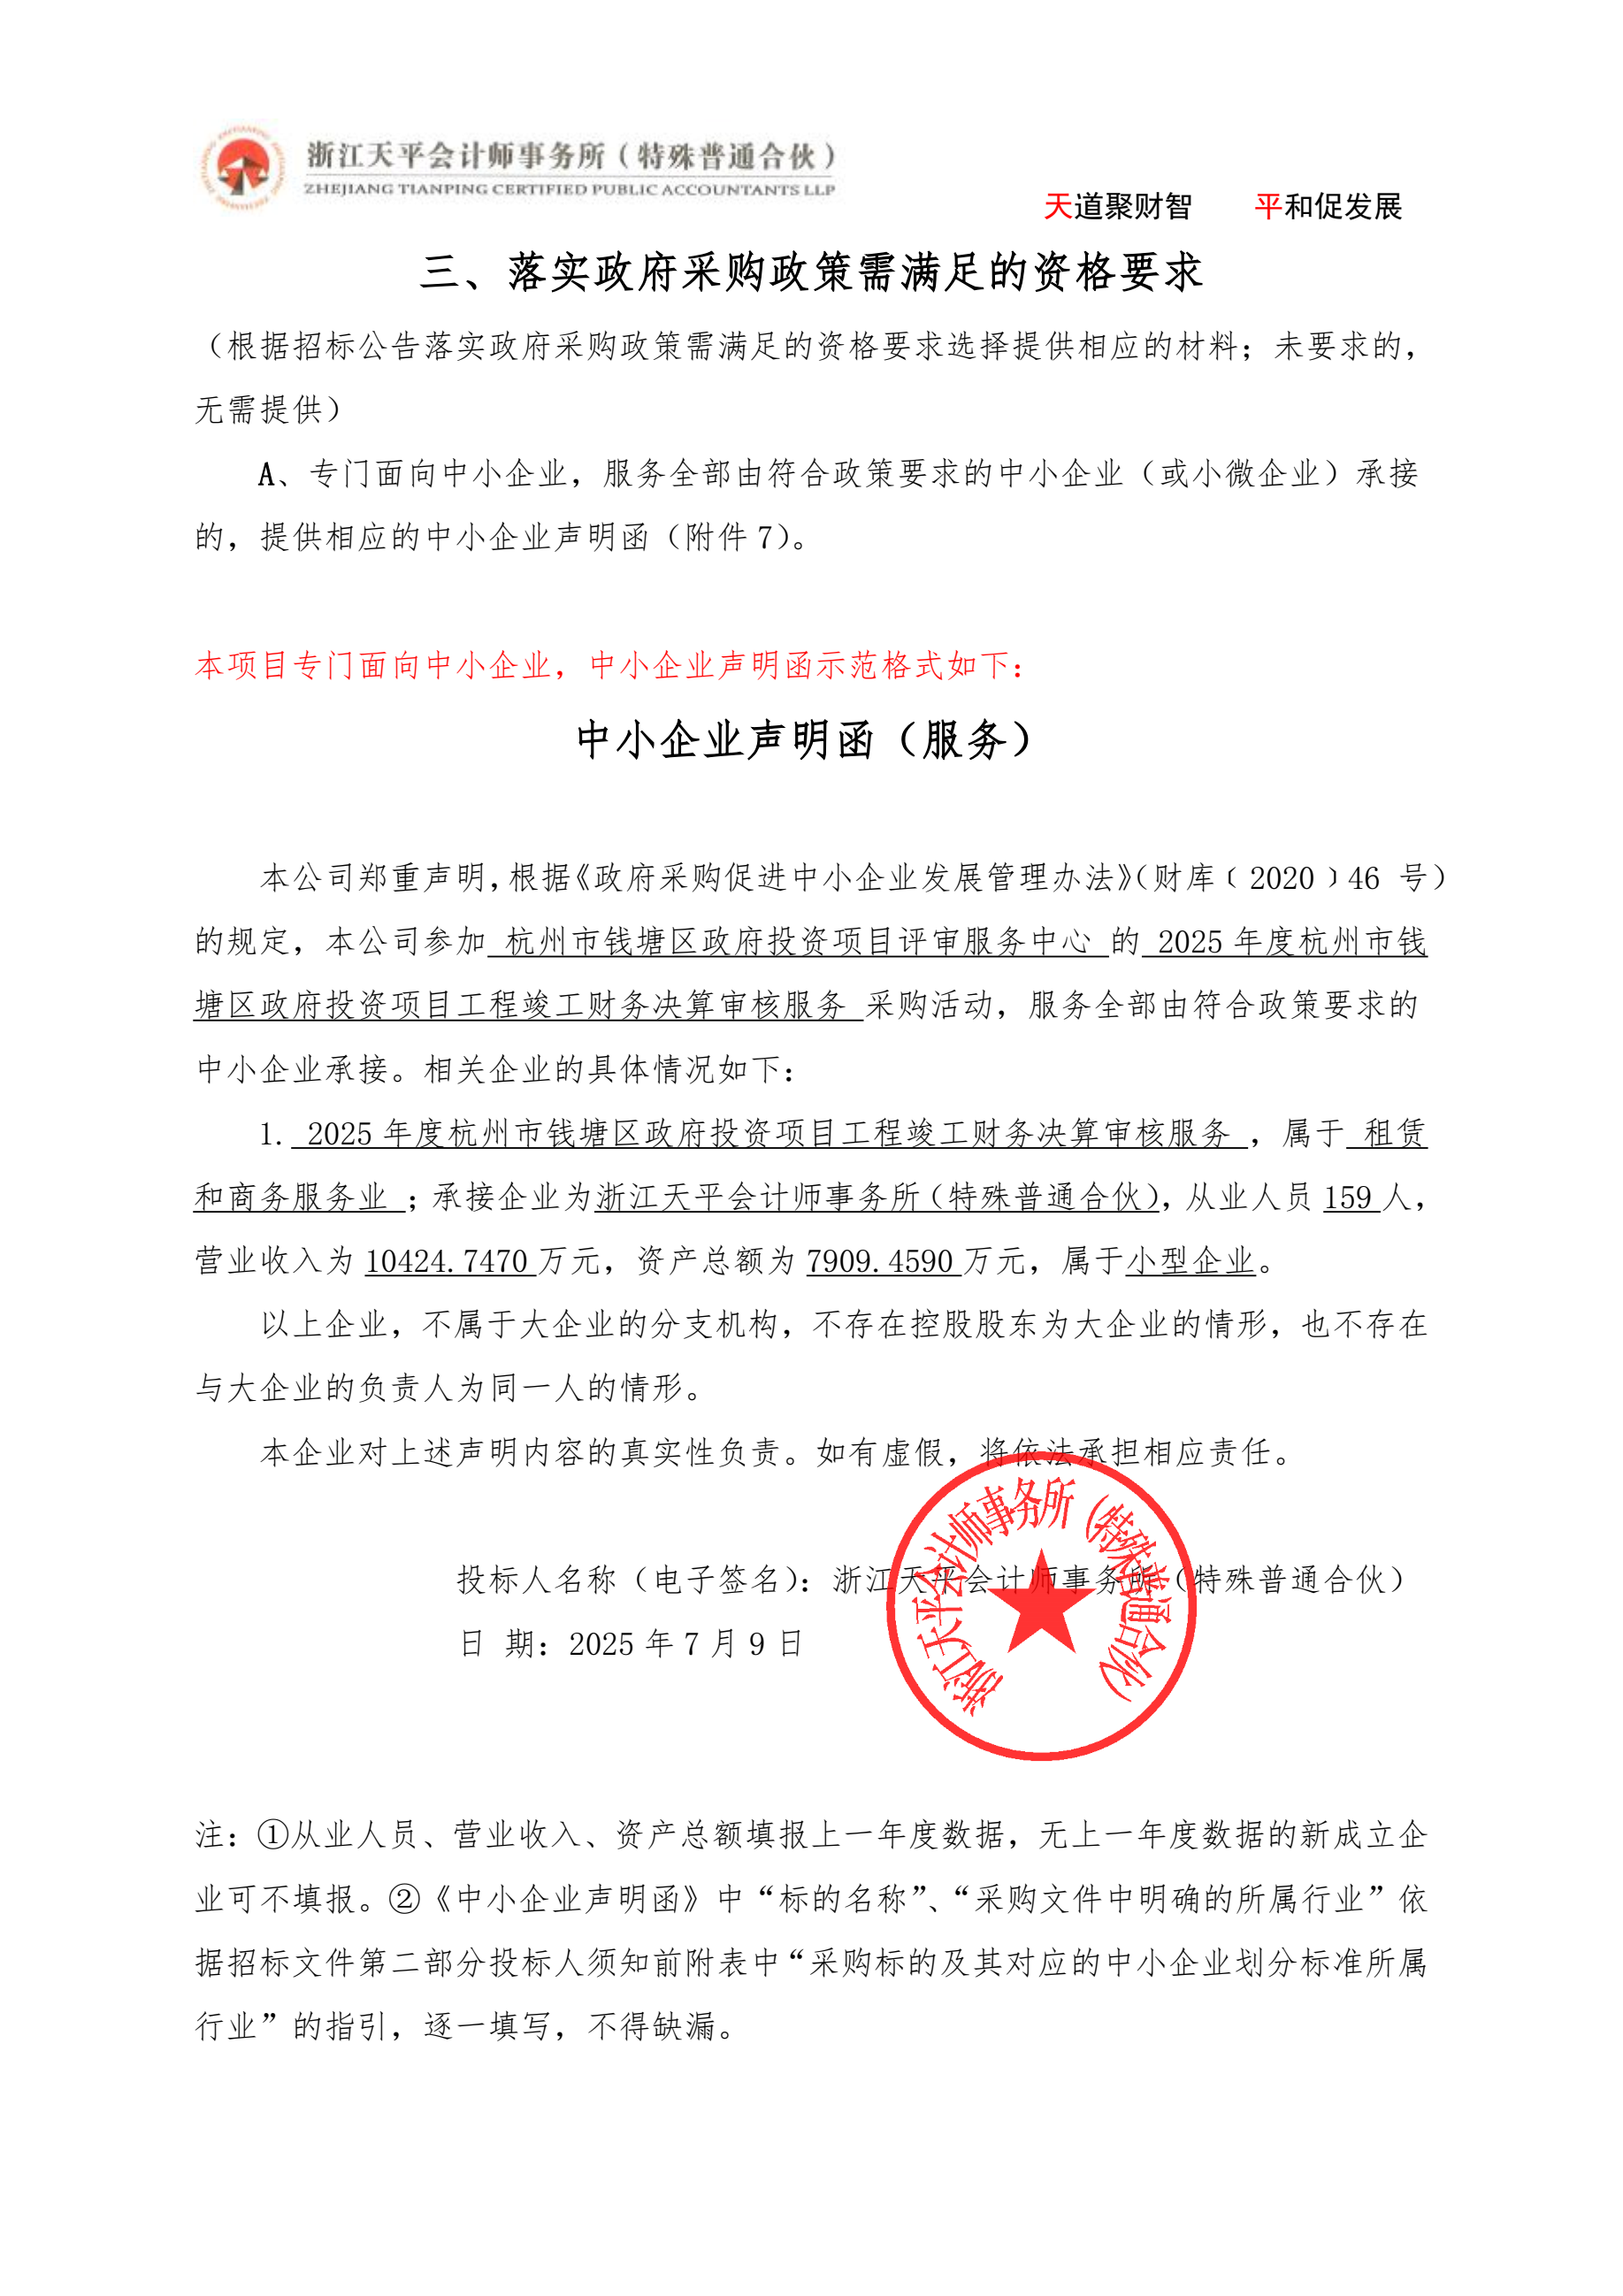 浙江天平会计师事务所（特殊普通合伙）
ZHEJIANG TIANPING CERTIFIED PUBLIC ACCOUNTANTS LLP
天道聚财智 平和促发展
三、落实政府采购政策需满足的资格要求
（根据招标公告落实政府采购政策需满足的资格要求选择提供相应的材料；未要求的，
无需提供）
A、专门面向中小企业，服务全部由符合政策要求的中小企业（或小微企业）承接
的，提供相应的中小企业声明函（附件 7）。
本项目专门面向中小企业，中小企业声明函示范格式如下：
中小企业声明函（服务）
本公司郑重声明，根据《政府采购促进中小企业发展管理办法》（财库﹝2020﹞46 号）
的规定，本公司参加 杭州市钱塘区政府投资项目评审服务中心 的 2025 年度杭州市钱
塘区政府投资项目工程竣工财务决算审核服务 采购活动，服务全部由符合政策要求的
中小企业承接。相关企业的具体情况如下：
1. 2025 年度杭州市钱塘区政府投资项目工程竣工财务决算审核服务 ，属于 租赁
和商务服务业 ；承接企业为浙江天平会计师事务所（特殊普通合伙），从业人员 159 人，
营业收入为 10424.7470 万元，资产总额为 7909.4590 万元，属于小型企业。
以上企业，不属于大企业的分支机构，不存在控股股东为大企业的情形，也不存在
与大企业的负责人为同一人的情形。
本企业对上述声明内容的真实性负责。如有虚假，将依法承担相应责任。
投标人名称（电子签名）：浙江天平会计师事务所（特殊普通合伙）
日 期：2025 年 7 月 9 日
浙江天平会计师事务所（特殊普通合伙）
注：①从业人员、营业收入、资产总额填报上一年度数据，无上一年度数据的新成立企
业可不填报。②《中小企业声明函》中“标的名称”、“采购文件中明确的所属行业”依
据招标文件第二部分投标人须知前附表中“采购标的及其对应的中小企业划分标准所属
行业”的指引，逐一填写，不得缺漏。